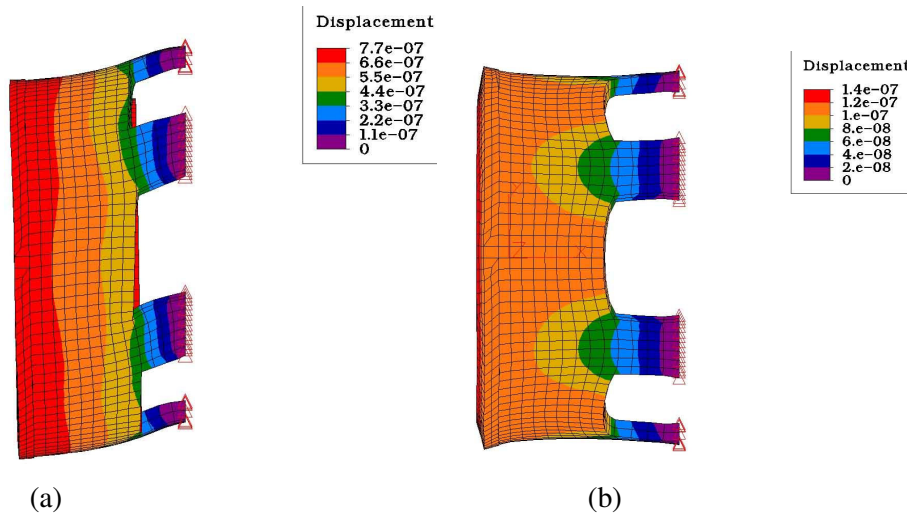 Displacement
7.7e-07
6.6e-07
5.5e-07
4.4e-07
3.3e-07
2.2e-07
1.1e-07
0
Displacement
1.4e-07
1.2e-07
1e-07
8.e-08
6.e-08
4.e-08
2.e-08
0
(a)
(b)